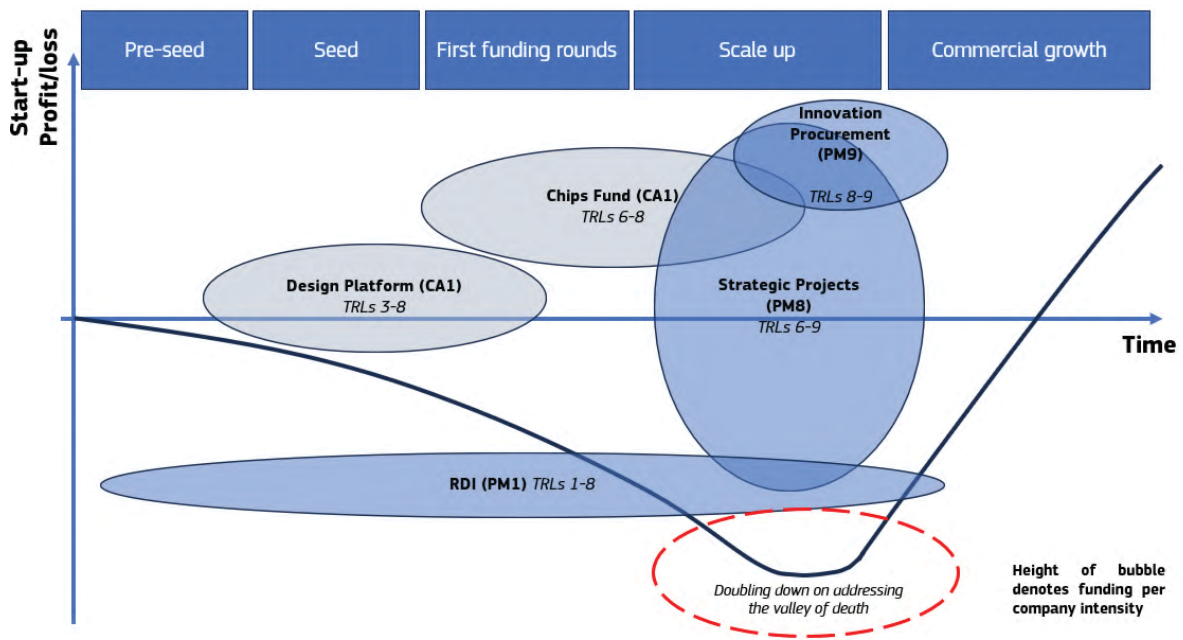 Pre-seed
Seed
First funding rounds
Scale up
Commercial growth
Start-up
Profit/loss
Innovation
Procurement
(PM9)
TRLs 8-9
Chips Fund (CA1)
TRLs 6-8
Design Platform (CA1)
TRLs 3-8
Strategic Projects
(PM8)
TRLs 6-9
Time
RDI (PM1) TRLs 1-8
Doubling down on addressing
the valley of death
Height of bubble
denotes funding per
company intensity